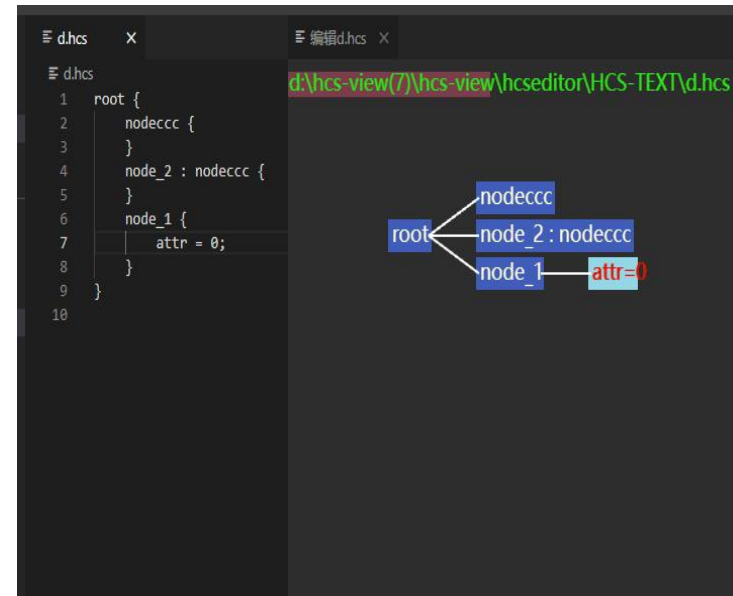 d.hcs
d.hcs
1 root {
2 nodeccc {
3 }
4 node_2 : nodeccc {
5 }
6 node_1 {
7 attr = 0;
8 }
9 }
10
编辑d.hcs
d:\hcs-view(7)\hcs-view\hcseditor\HCS-TEXT\d.hcs
nodeccc
root
node_2 : nodeccc
node_1
attr=0